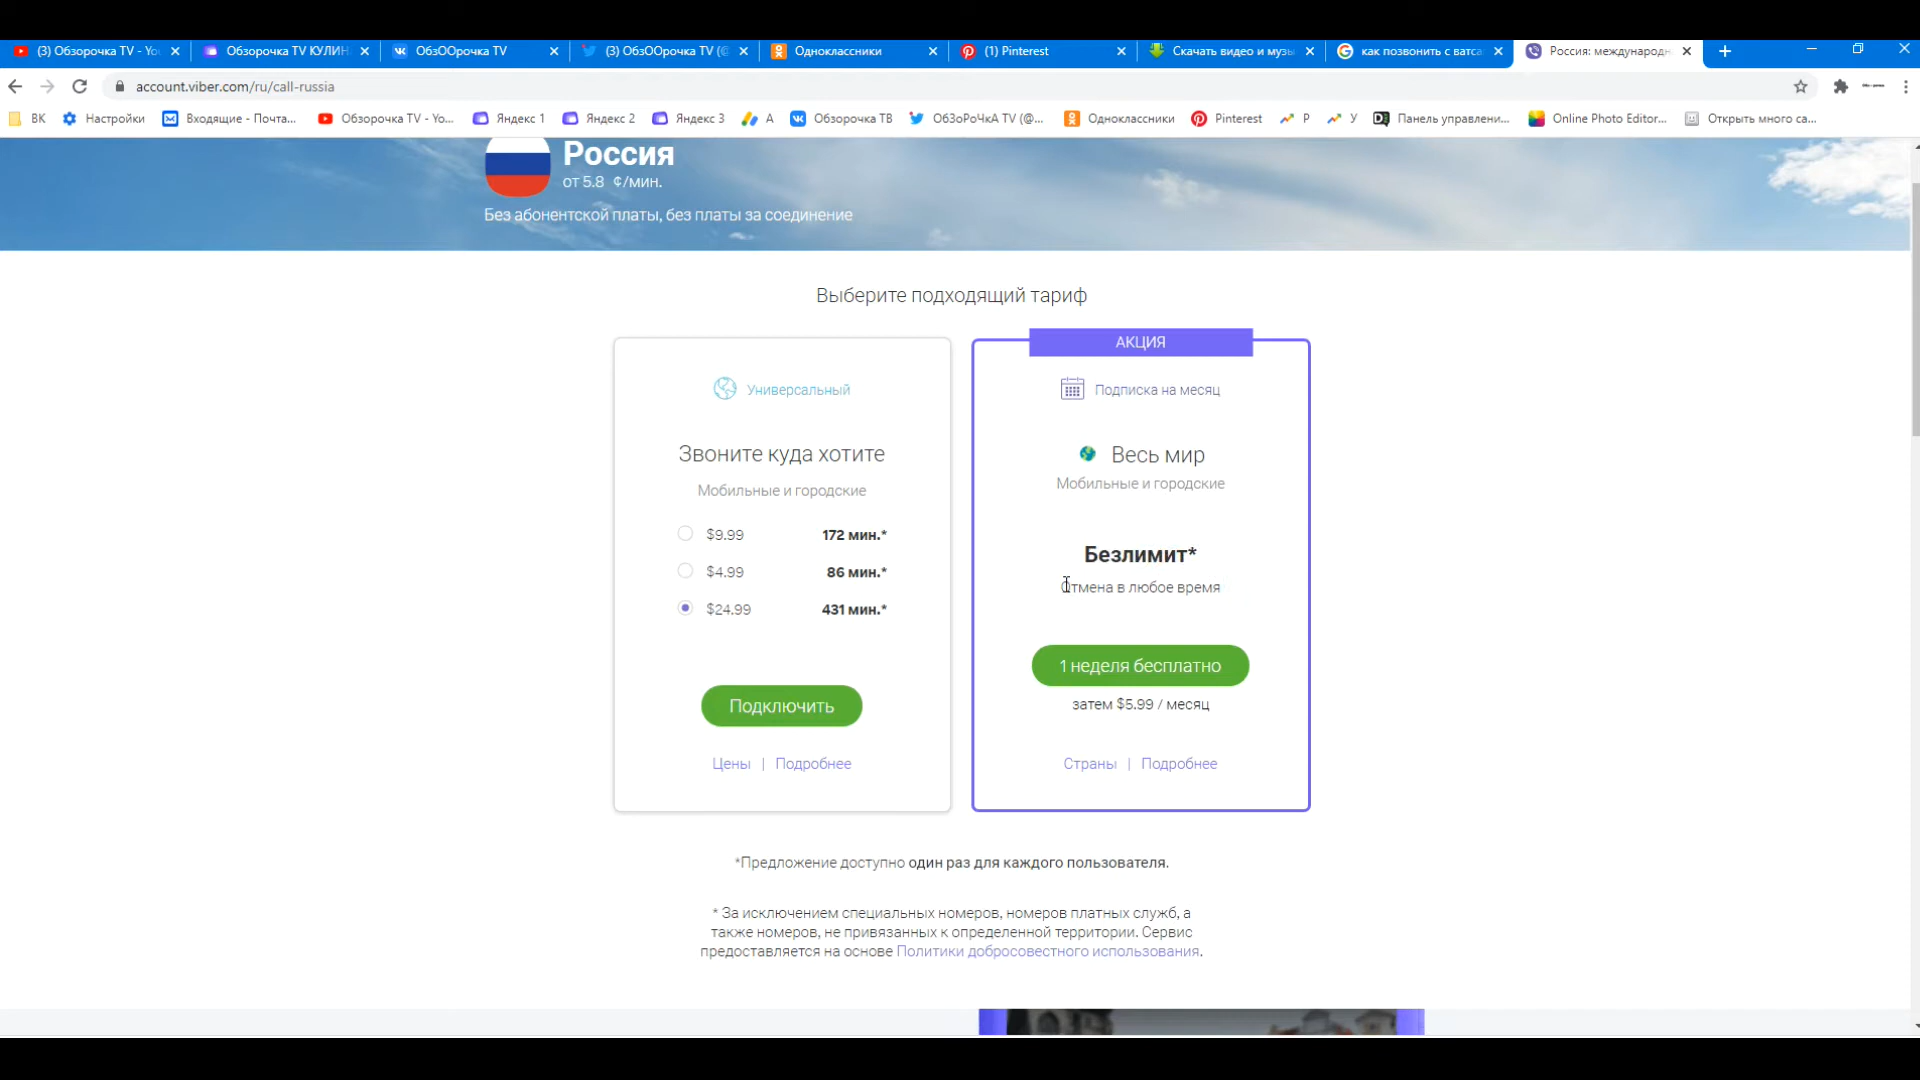 (3) Обзорочка TV - Yo
Обзорочка TV КУЛИН
ОбзООрочка TV
(3) ОбзООрочка TV (@
Одноклассники
(1) Pinterest
Скачать видео и музы
как позвонить с ватса
Россия: международн
account.viber.com/ru/call-russia
ВК
Настройки
Входящие - Почта...
Обзорочка TV - Yo...
Яндекс 1
Яндекс 2
Яндекс 3
А
Обзорочка ТВ
ОбЗоРоЧкА TV (@...
Одноклассники
Pinterest
Р
У
Панель управлени...
Online Photo Editor...
Открыть много са...
Россия
от 5.8 ¢/мин.
Без абонентской платы, без платы за соединение
Выберите подходящий тариф
Универсальный
Звоните куда хотите
Мобильные и городские
$9.99 172 мин.*
$4.99 86 мин.*
$24.99 431 мин.*
Подключить
Цены | Подробнее
АКЦИЯ
Подписка на месяц
Весь мир
Мобильные и городские
Безлимит*
Отмена в любое время
1 неделя бесплатно
затем $5.99 / месяц
Страны | Подробнее
*Предложение доступно один раз для каждого пользователя.
* За исключением специальных номеров, номеров платных служб, а
также номеров, не привязанных к определенной территории. Сервис
предоставляется на основе Политики добросовестного использования.